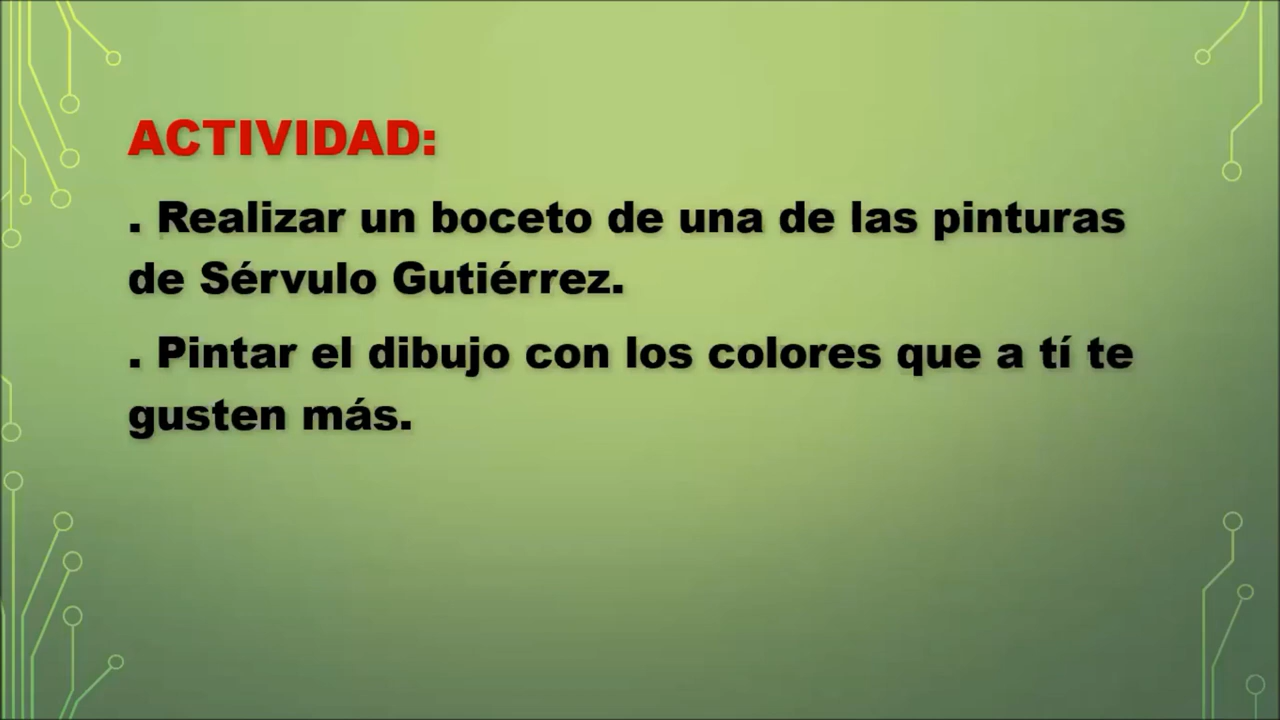 ACTIVIDAD:
. Realizar un boceto de una de las pinturas
de Sérvulo Gutiérrez.
. Pintar el dibujo con los colores que a tí te
gusten más.